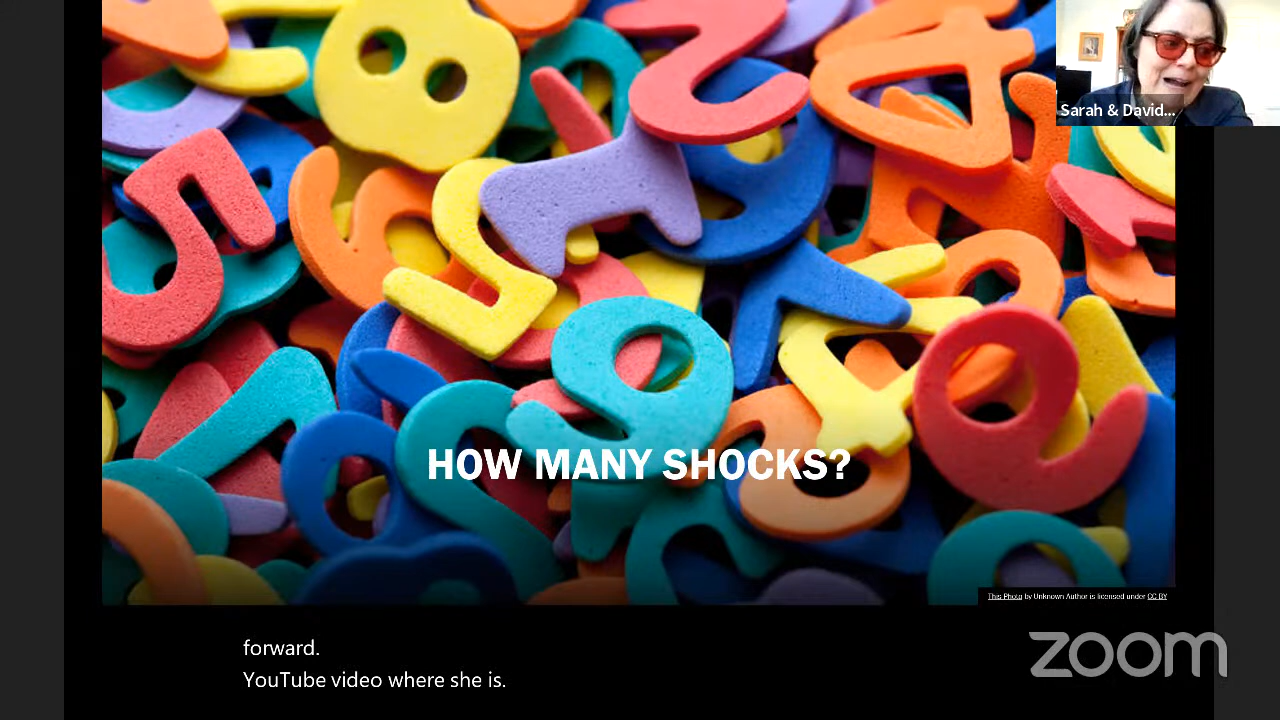 Sarah & David...
HOW MANY SHOCKS?
This Photo by Unknown Author is licensed under CC BY
forward.
YouTube video where she is.
zoom